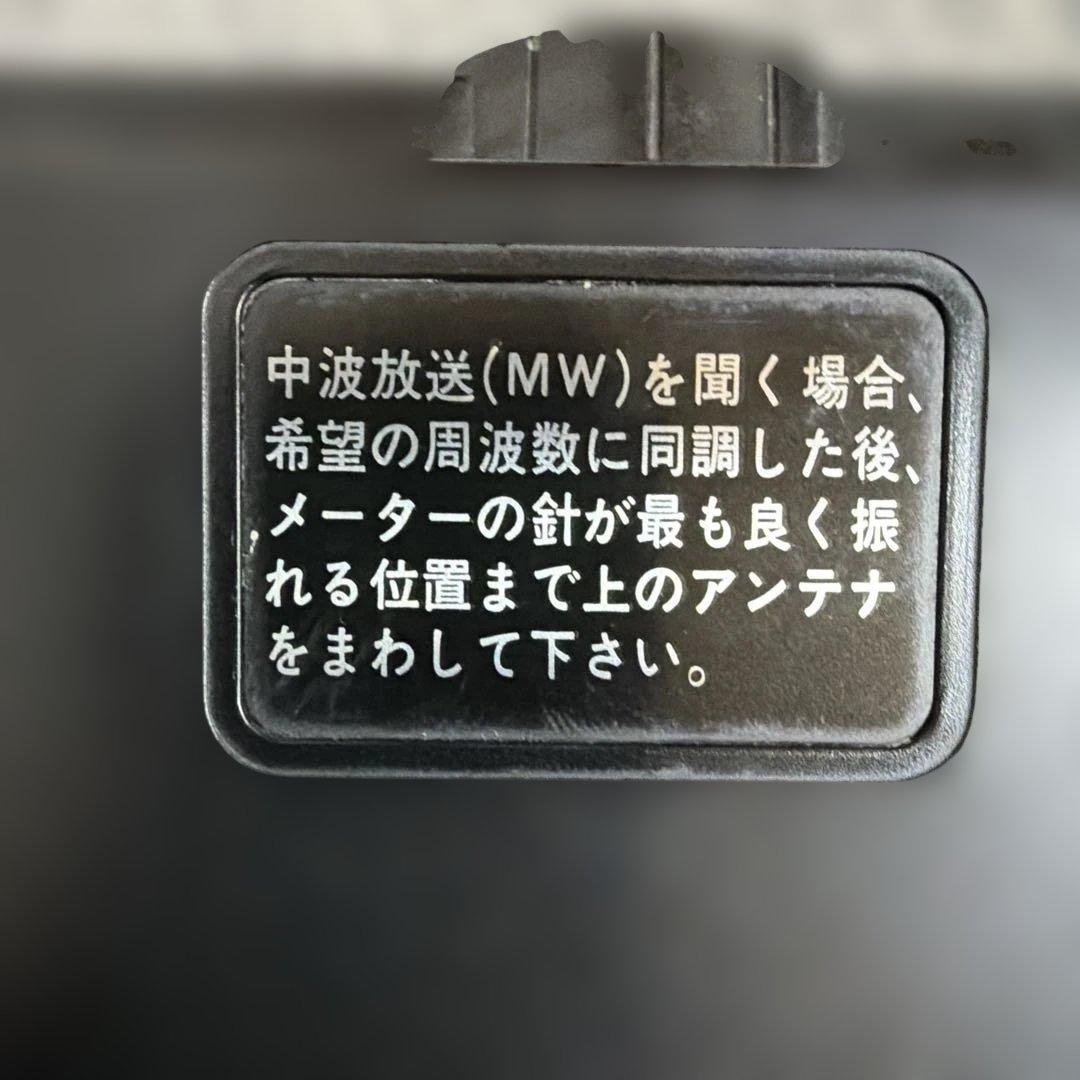 中波放送(MW)を聞く場合、
希望の周波数に同調した後、
メーターの針が最も良く振
れる位置まで上のアンテナ
をまわして下さい。